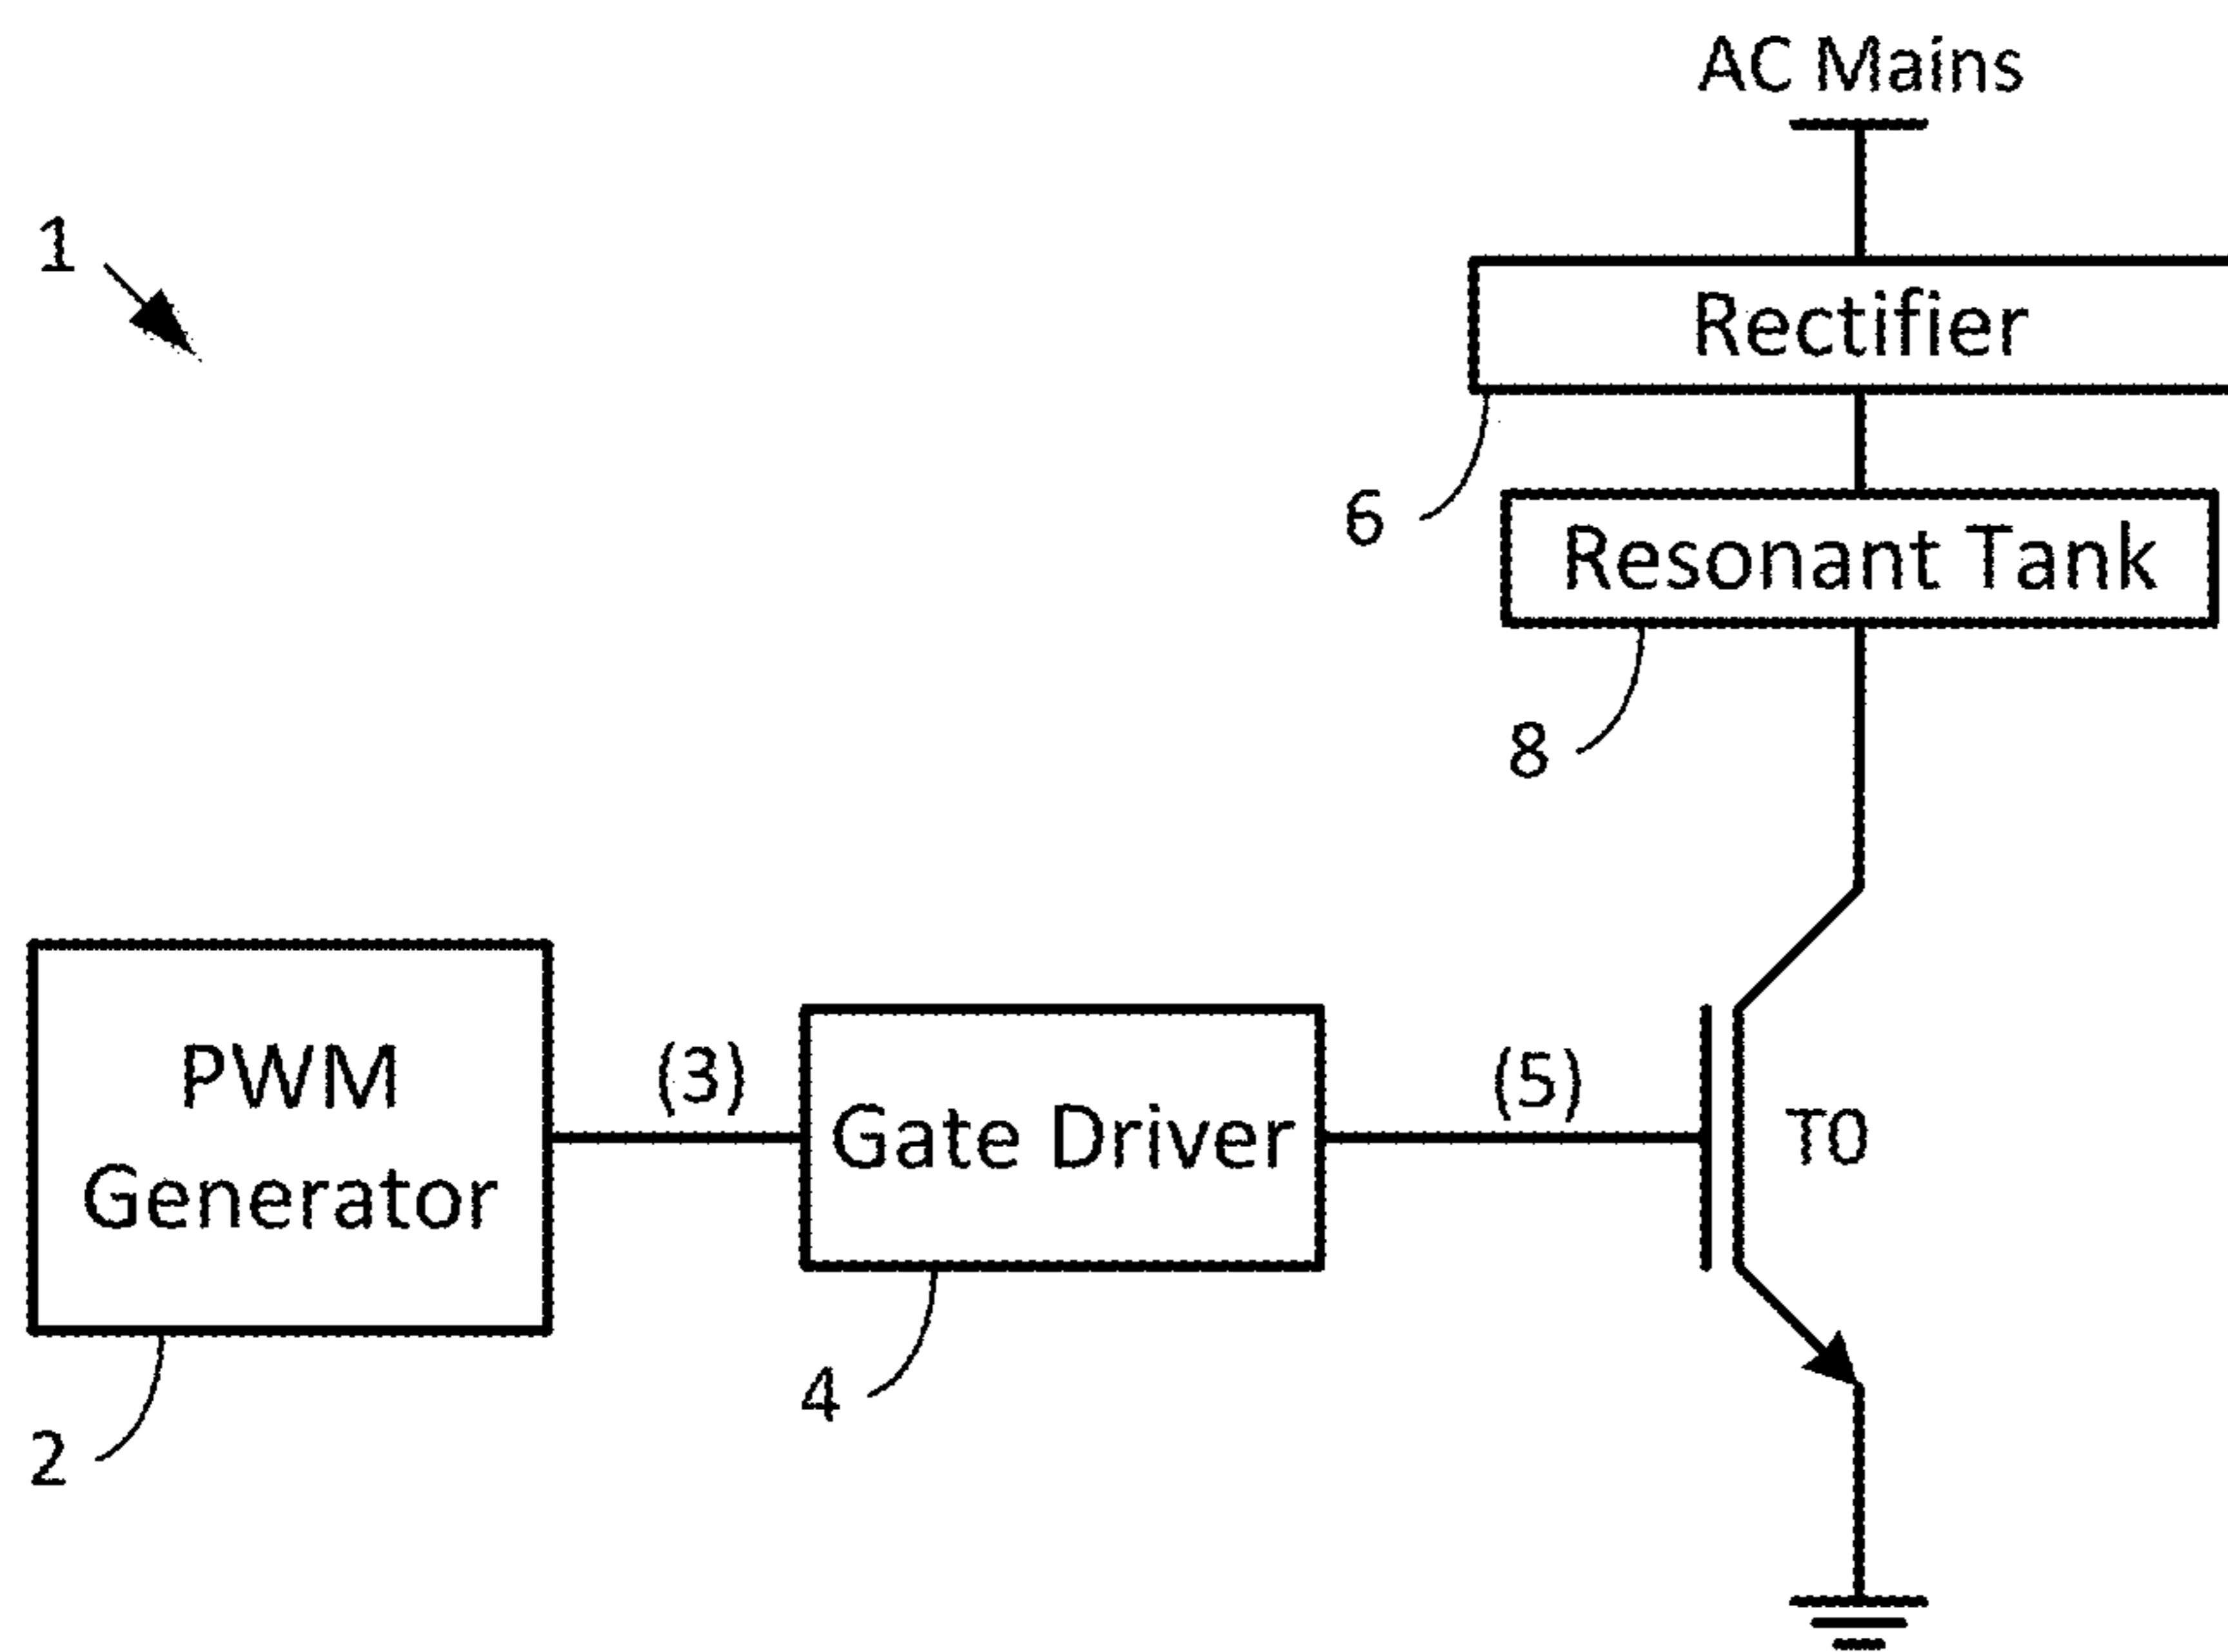 AC Mains
1
Rectifier
6
Resonant Tank
8
PWM
Generator
(3)
Gate Driver
(5)
T0
4
2